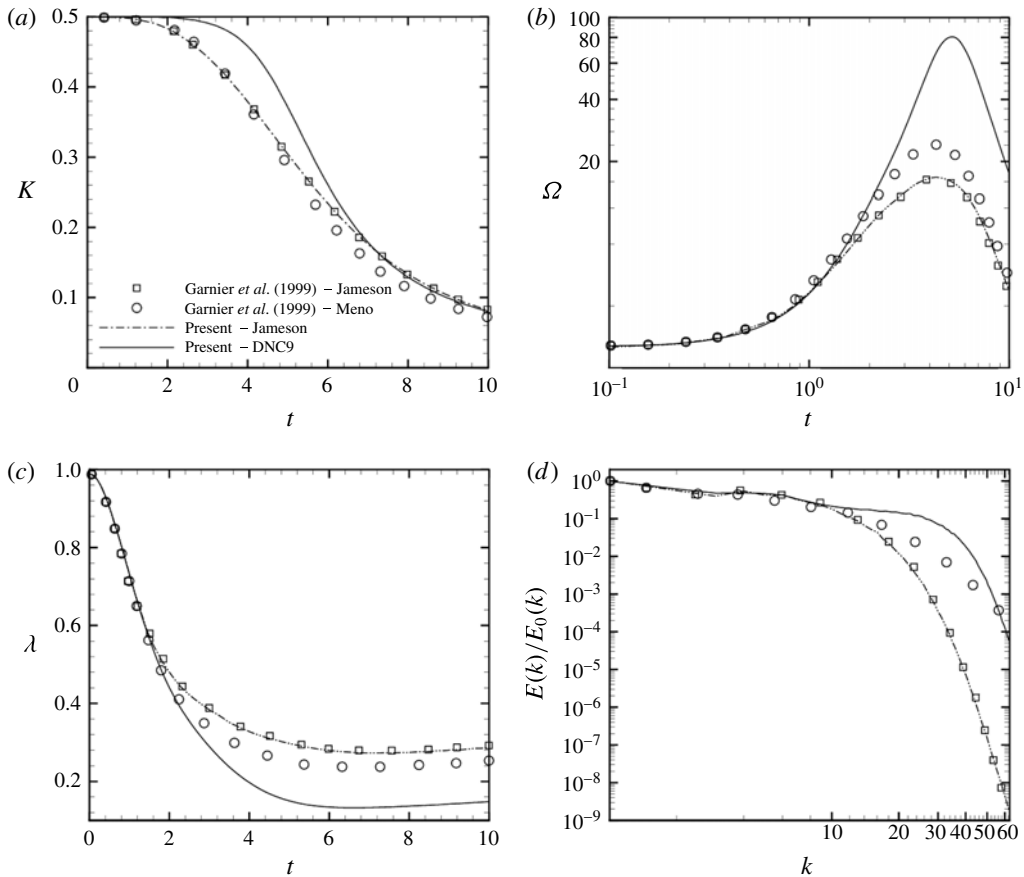 (a)
0.5
0.4
0.3
K
0.2
0.1
Garnier et al. (1999) – Jameson
Garnier et al. (1999) – Meno
Present – Jameson
Present – DNC9
0 2 4 6 8 10
t
(b)
100
80
60
40
20
Ω
10⁻¹ 10⁰ 10¹
t
(c)
1.0
0.8
0.6
λ
0.4
0.2
0 2 4 6 8 10
t
(d)
10⁰
10⁻¹
10⁻²
10⁻³
10⁻⁴
10⁻⁵
10⁻⁶
10⁻⁷
10⁻⁸
10⁻⁹
E(k)/E₀(k)
10 20 30 40 50 60
k